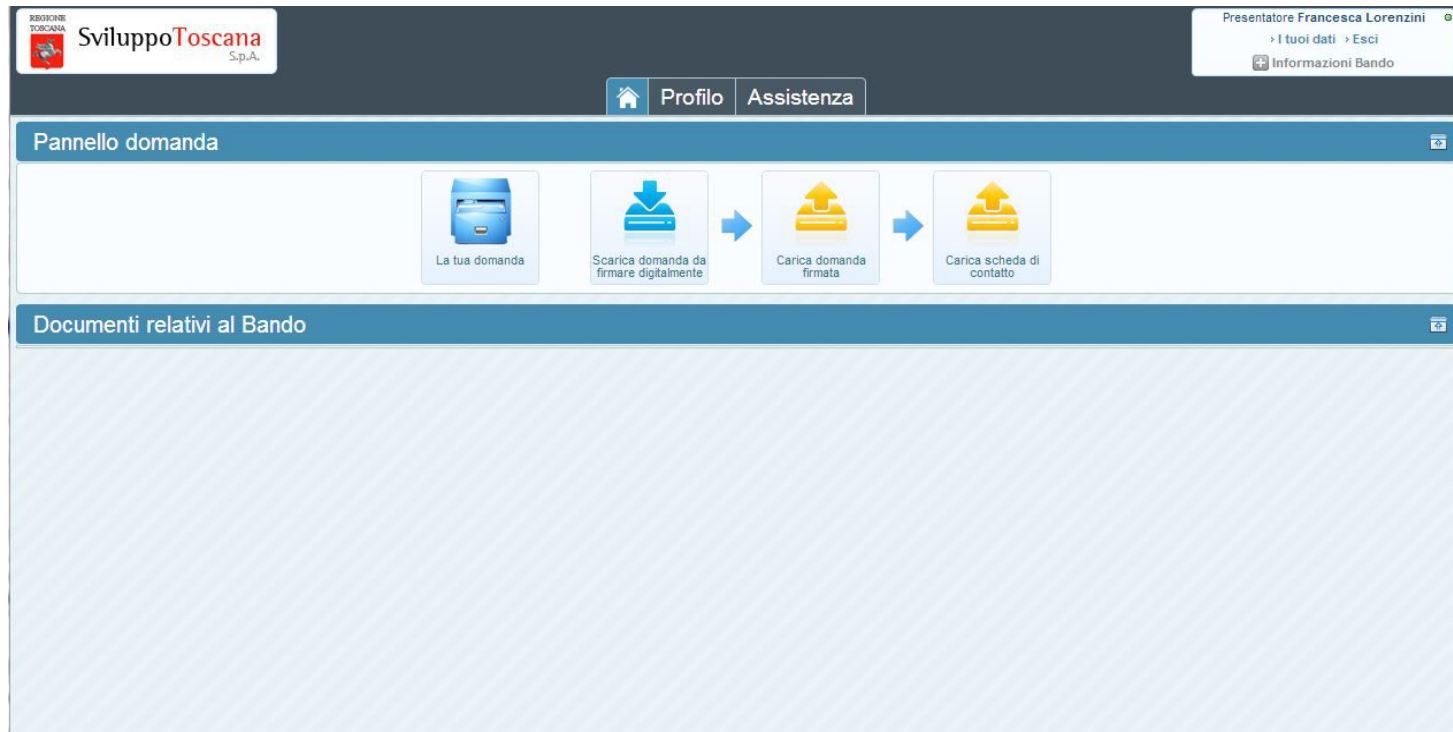 REGIONE
TOSCANA
SviluppoToscana
S.p.A.
Presentatore Francesca Lorenzini
› I tuoi dati › Esci
Informazioni Bando
Profilo
Assistenza
Pannello domanda
La tua domanda
Scarica domanda da
firmare digitalmente
Carica domanda
firmata
Carica scheda di
contatto
Documenti relativi al Bando